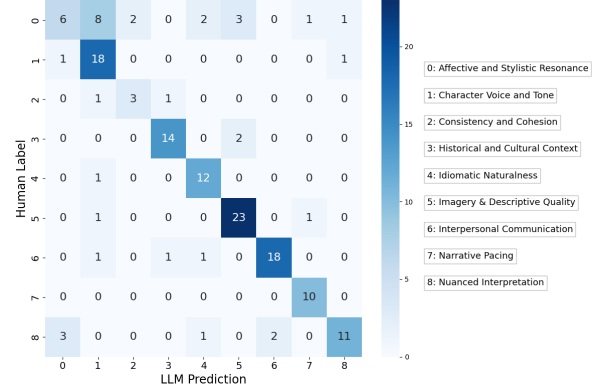 0 6 8 2 0 2 3 0 1 1
1 1 18 0 0 0 0 0 0 1
2 0 1 3 1 0 0 0 0 0
3 0 0 0 14 0 2 0 0 0
4 0 1 0 0 12 0 0 0 0
5 0 1 0 0 0 23 0 1 0
6 0 1 0 1 1 0 18 0 0
7 0 0 0 0 0 0 0 10 0
8 3 0 0 0 1 0 2 0 11
0 1 2 3 4 5 6 7 8
Human Label
LLM Prediction
20
15
10
5
0
0: Affective and Stylistic Resonance
1: Character Voice and Tone
2: Consistency and Cohesion
3: Historical and Cultural Context
4: Idiomatic Naturalness
5: Imagery & Descriptive Quality
6: Interpersonal Communication
7: Narrative Pacing
8: Nuanced Interpretation